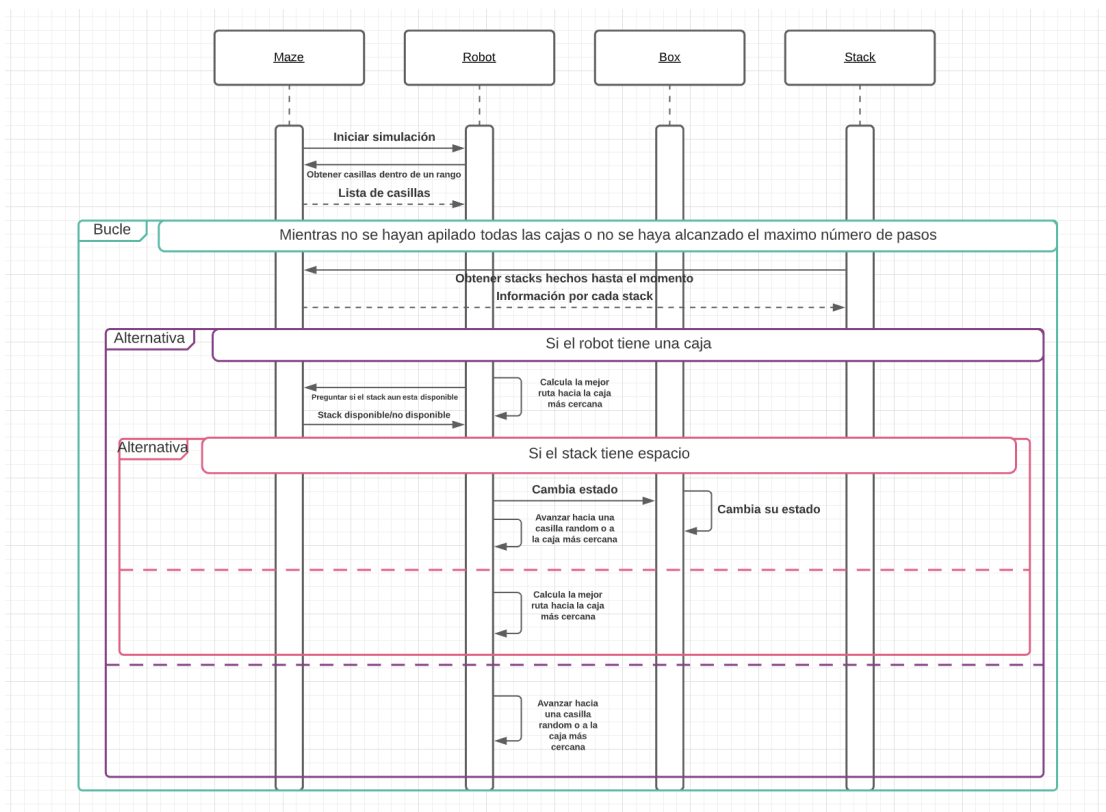 Maze
Robot
Box
Stack
Iniciar simulación
Obtener casillas dentro de un rango
Lista de casillas
Bucle
Mientras no se hayan apilado todas las cajas o no se haya alcanzado el maximo número de pasos
Obtener stacks hechos hasta el momento
Información por cada stack
Alternativa
Si el robot tiene una caja
Calcula la mejor
ruta hacia la caja
más cercana
Preguntar si el stack aun esta disponible
Stack disponible/no disponible
Alternativa
Si el stack tiene espacio
Cambia estado
Cambia su estado
Avanzar hacia una
casilla random o a
la caja más cercana
Calcula la mejor
ruta hacia la caja
más cercana
Avanzar hacia
una casilla
random o a la
caja más
cercana